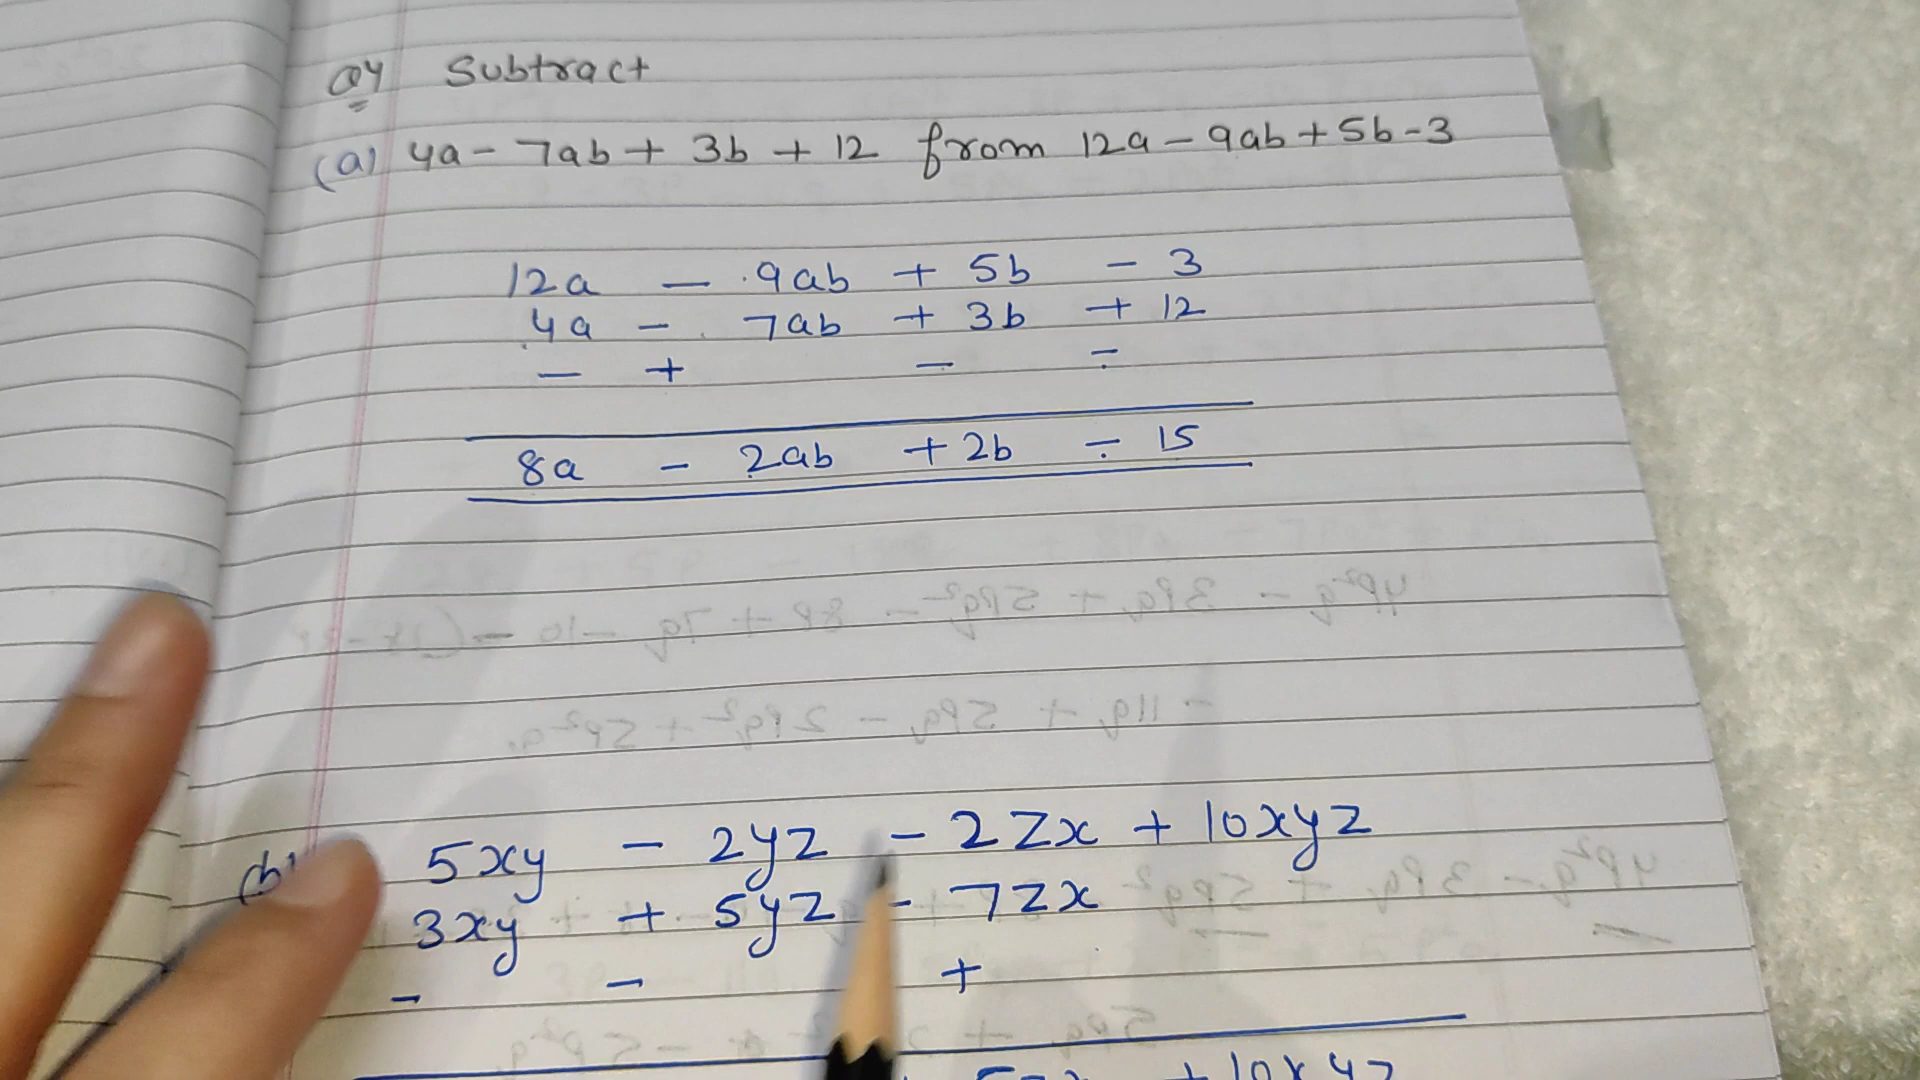 Q4 Subtract
(a) 4a - 7ab + 3b + 12 from 12a - 9ab + 5b - 3
12a - 9ab + 5b - 3
4a - 7ab + 3b + 12
- + - -
8a - 2ab + 2b - 15
(b) 5xy - 2yz - 2zx + 10xyz
3xy + 5yz - 7zx
- - +
+ 10xyz